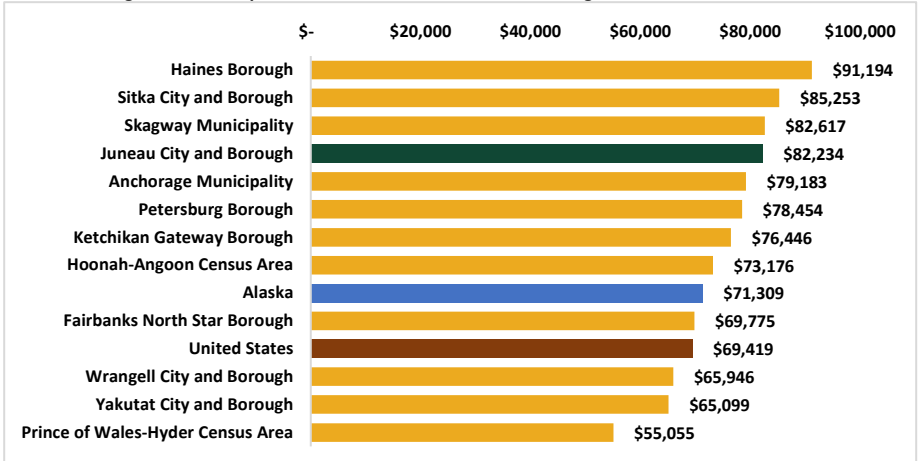 $- $20,000 $40,000 $60,000 $80,000 $100,000
Haines Borough $91,194
Sitka City and Borough $85,253
Skagway Municipality $82,617
Juneau City and Borough $82,234
Anchorage Municipality $79,183
Petersburg Borough $78,454
Ketchikan Gateway Borough $76,446
Hoonah-Angoon Census Area $73,176
Alaska $71,309
Fairbanks North Star Borough $69,775
United States $69,419
Wrangell City and Borough $65,946
Yakutat City and Borough $65,099
Prince of Wales-Hyder Census Area $55,055